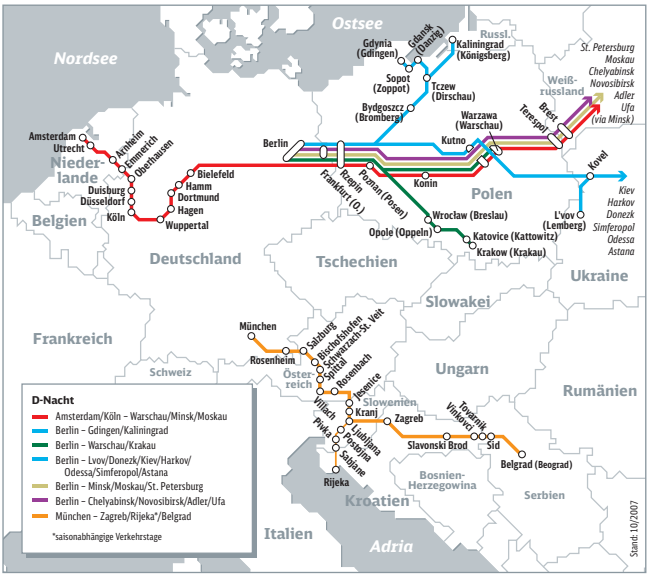 Nordsee
Ostsee
Russl.
Gdynia
(Gdingen)
Gdańsk
(Danzig)
Kaliningrad
(Königsberg)
Sopot
(Zoppot)
Tczew
(Dirschau)
Bydgoszcz
(Bromberg)
St. Petersburg
Moskau
Chelyabinsk
Novosibirsk
Adler
Ufa
(via Minsk)
Weiß-
russland
Brest
Terespol
Warzawa
(Warschau)
Kutno
Berlin
Amsterdam
Utrecht
Arnheim
Emmerich
Oberhausen
Nieder-
lande
Duisburg
Düsseldorf
Köln
Bielefeld
Hamm
Dortmund
Hagen
Wuppertal
Rzepin
Frankfurt (O.)
Poznan (Posen)
Konin
Polen
Kovel
L'vov
(Lemberg)
Kiev
Harkov
Donezk
Simferopol
Odessa
Astana
Wrocław (Breslau)
Opole (Oppeln)
Katovice (Kattowitz)
Krakow (Krakau)
Belgien
Deutschland
Tschechien
Ukraine
Slowakei
Frankreich
Schweiz
München
Rosenheim
Salzburg
Bischofshofen
Schwarzach-St. Veit
Spittal
Rosenbach
Jesenice
Öster-
reich
Villach
Slowenien
Kranj
Ljubljana
Postojna
Pivka
Sabjane
Rijeka
Zagreb
Slavonski Brod
Vinkovci
Tovarnik
Sid
Belgrad (Beograd)
Ungarn
Rumänien
Bosnien-
Herzegowina
Serbien
Kroatien
Italien
Adria
D-Nacht
Amsterdam/Köln – Warschau/Minsk/Moskau
Berlin – Gdingen/Kaliningrad
Berlin – Warschau/Krakau
Berlin – Lvov/Donezk/Kiev/Harkov/
Odessa/Simferopol/Astana
Berlin – Minsk/Moskau/St. Petersburg
Berlin – Chelyabinsk/Novosibirsk/Adler/Ufa
München – Zagreb/Rijeka*/Belgrad
*saisonabhängige Verkehrstage
Stand: 10/2007